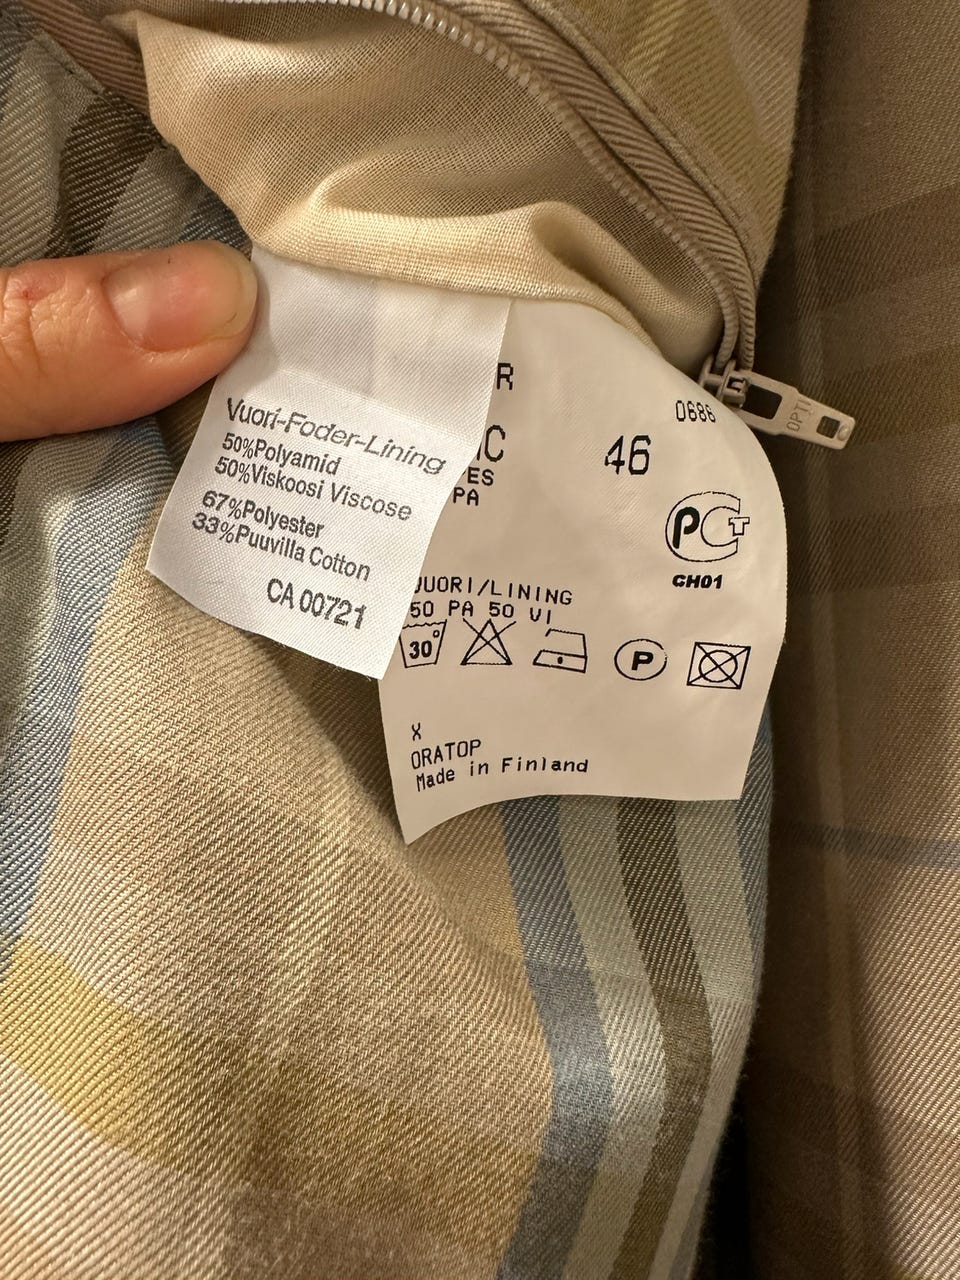 Vuori-Foder-Lining
50%Polyamid
50%Viskoosi Viscose
67%Polyester
33%Puuvilla Cotton
CA 00721
R
0686
C
46
ES
PA
PCT
CH01
VUORI/LINING
50 PA 50 VI
30°
P
X
ORATOP
Made in Finland
OPTI